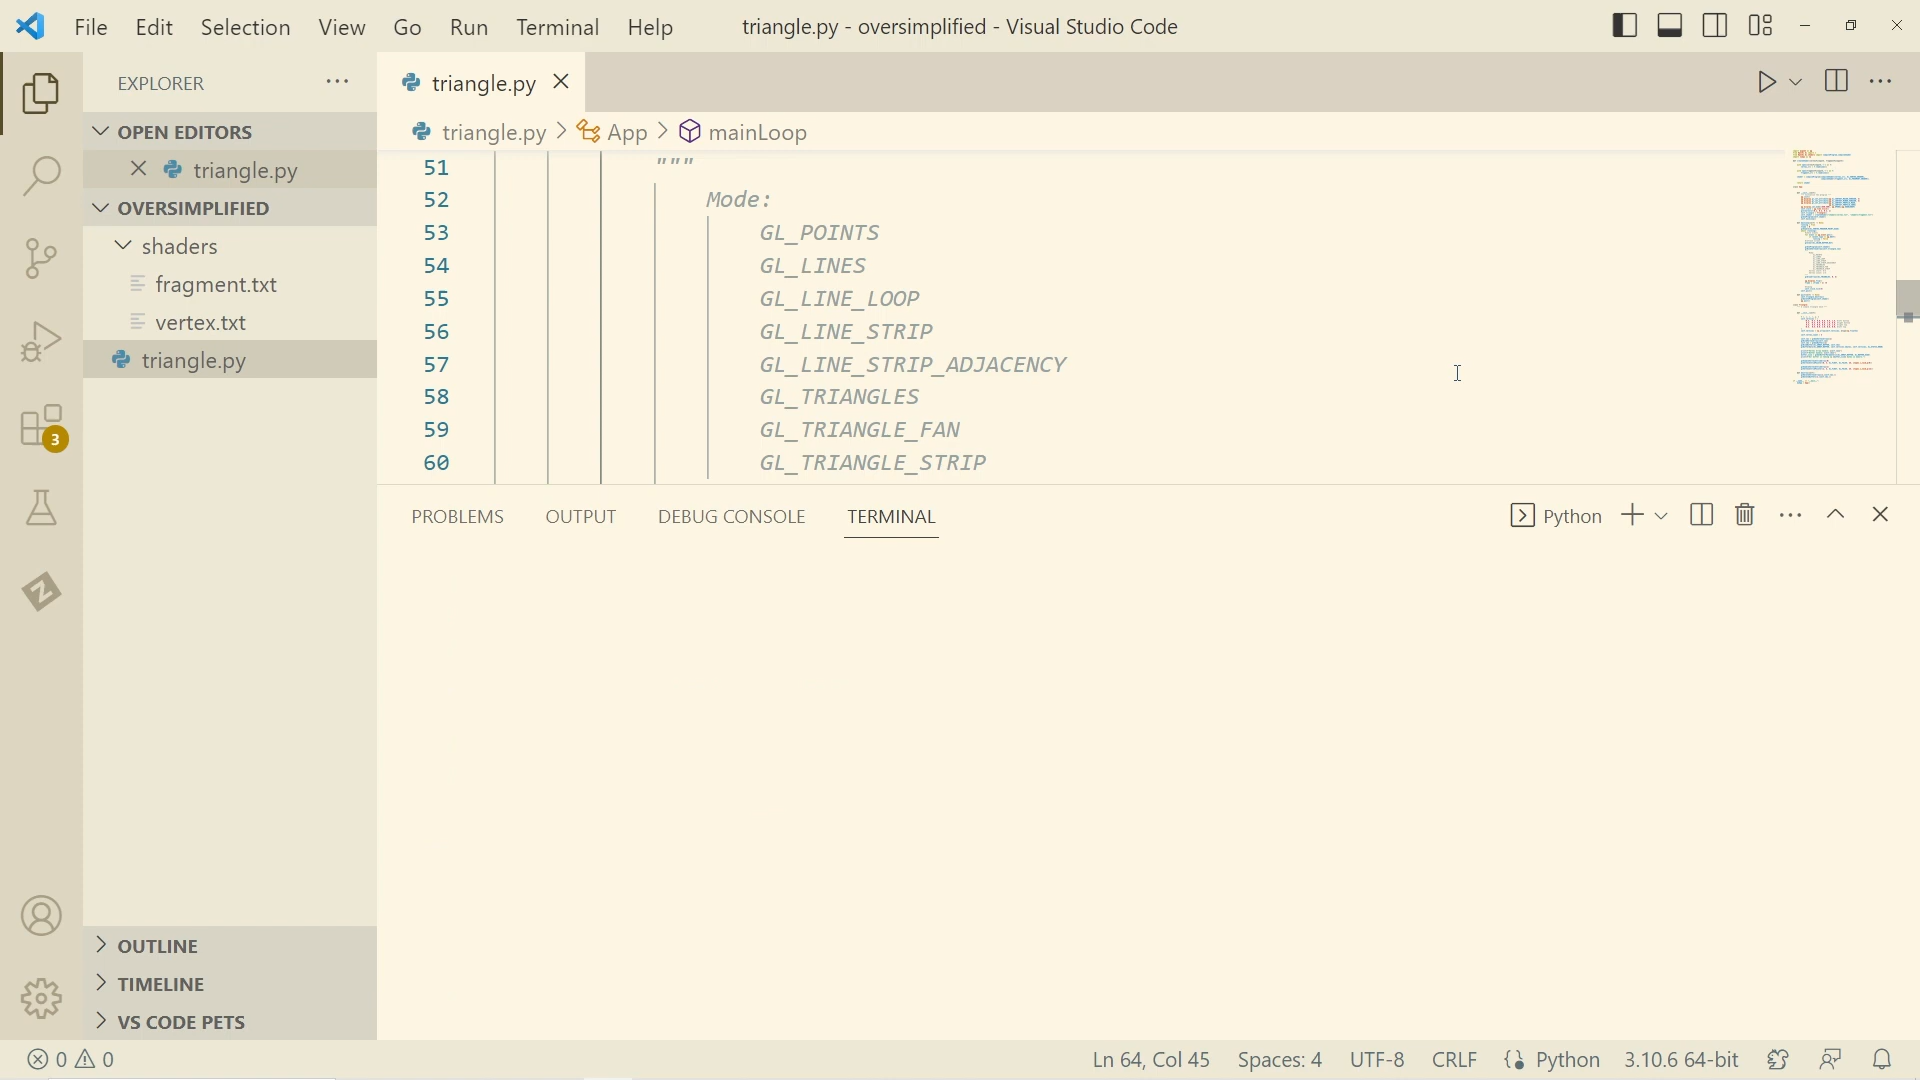 File Edit Selection View Go Run Terminal Help
triangle.py - oversimplified - Visual Studio Code
EXPLORER
OPEN EDITORS
triangle.py
OVERSIMPLIFIED
shaders
fragment.txt
vertex.txt
triangle.py
3
OUTLINE
TIMELINE
VS CODE PETS
triangle.py
triangle.py > App > mainLoop
51 """
52 Mode:
53 GL_POINTS
54 GL_LINES
55 GL_LINE_LOOP
56 GL_LINE_STRIP
57 GL_LINE_STRIP_ADJACENCY
58 GL_TRIANGLES
59 GL_TRIANGLE_FAN
60 GL_TRIANGLE_STRIP
PROBLEMS OUTPUT DEBUG CONSOLE TERMINAL
Python
0 0
Ln 64, Col 45 Spaces: 4 UTF-8 CRLF Python 3.10.6 64-bit